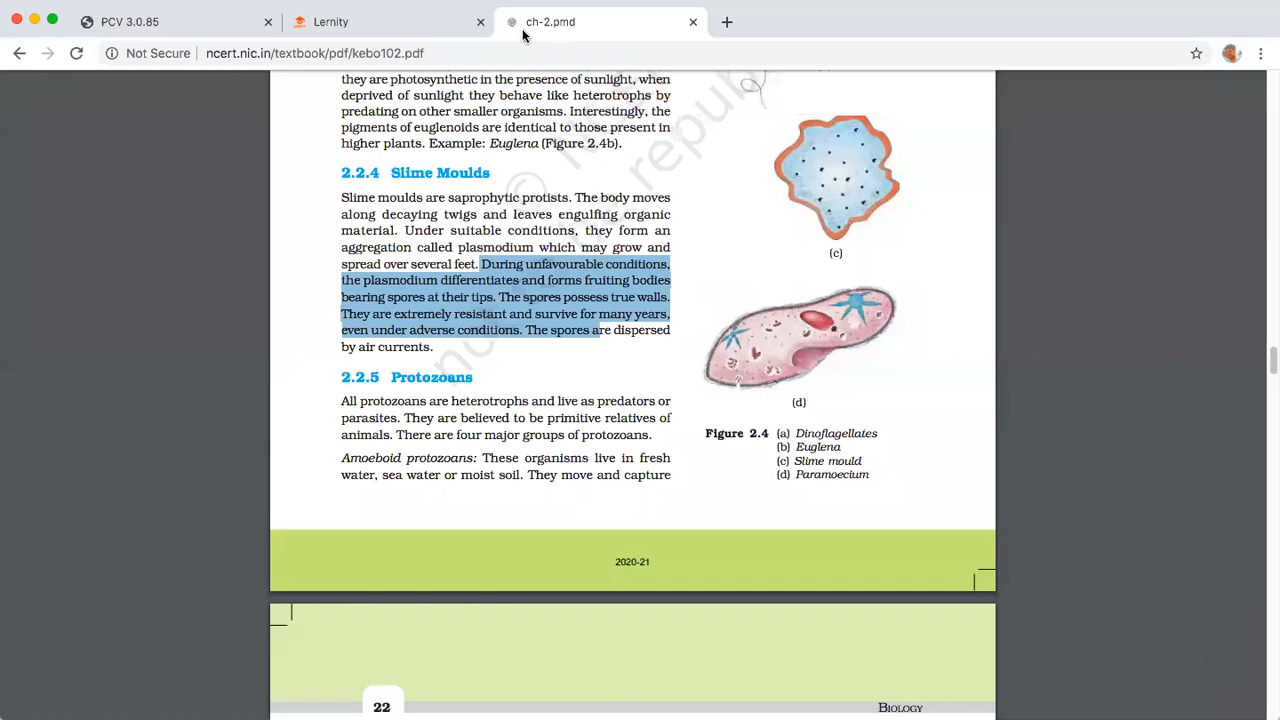 PCV 3.0.85
Lernity
ch-2.pmd
Not Secure
ncert.nic.in/textbook/pdf/kebo102.pdf
they are photosynthetic in the presence of sunlight, when
deprived of sunlight they behave like heterotrophs by
predating on other smaller organisms. Interestingly, the
pigments of euglenoids are identical to those present in
higher plants. Example: Euglena (Figure 2.4b).
2.2.4 Slime Moulds
Slime moulds are saprophytic protists. The body moves
along decaying twigs and leaves engulfing organic
material. Under suitable conditions, they form an
aggregation called plasmodium which may grow and
spread over several feet. During unfavourable conditions,
the plasmodium differentiates and forms fruiting bodies
bearing spores at their tips. The spores possess true walls.
They are extremely resistant and survive for many years,
even under adverse conditions. The spores are dispersed
by air currents.
2.2.5 Protozoans
All protozoans are heterotrophs and live as predators or
parasites. They are believed to be primitive relatives of
animals. There are four major groups of protozoans.
Amoeboid protozoans: These organisms live in fresh
water, sea water or moist soil. They move and capture
(c)
(d)
Figure 2.4 (a) Dinoflagellates
(b) Euglena
(c) Slime mould
(d) Paramoecium
2020-21
22
BIOLOGY